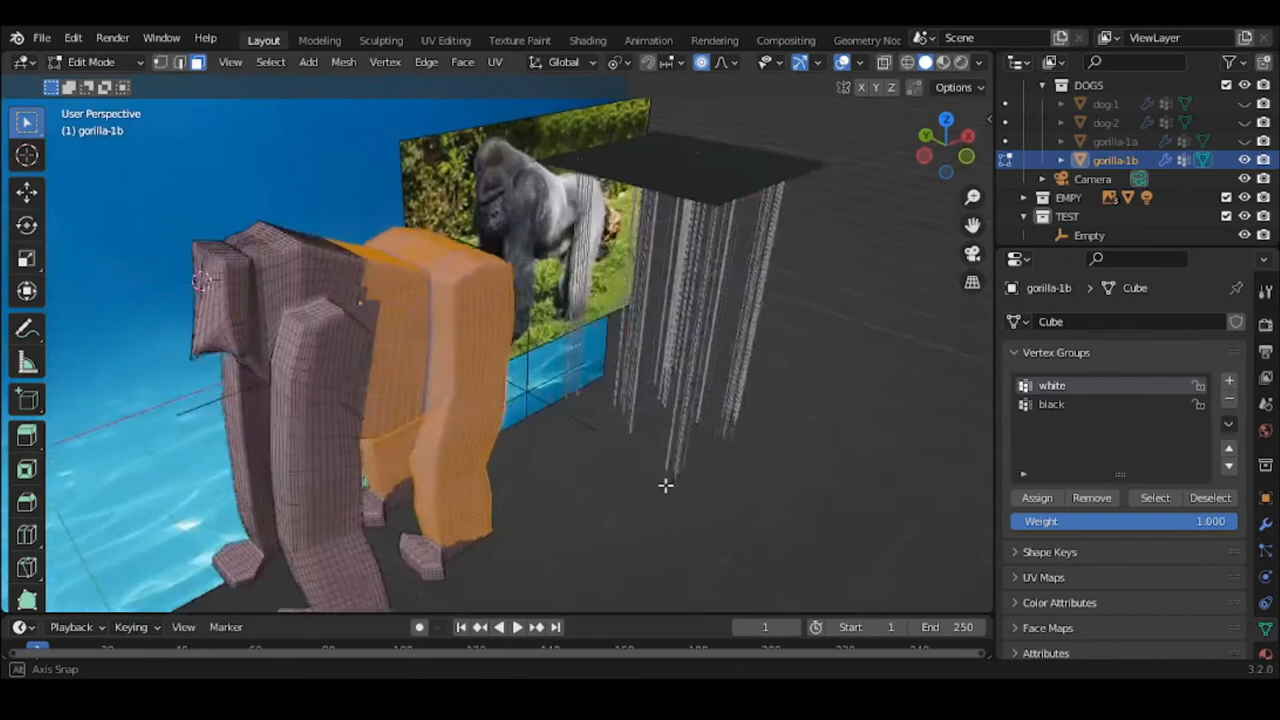 File Edit Render Window Help Layout Modeling Sculpting UV Editing Texture Paint Shading Animation Rendering Compositing Geometry Noc Scene ViewLayer
Edit Mode View Select Add Mesh Vertex Edge Face UV Global
X Y Z Options
User Perspective
(1) gorilla-1b
Z
Y
X
DOGS
dog-1
dog-2
gorilla-1a
gorilla-1b
Camera
EMPY
TEST
Empty
gorilla-1b Cube
Cube
Vertex Groups
white
black
Assign Remove Select Deselect
Weight 1.000
Shape Keys
UV Maps
Color Attributes
Face Maps
Attributes
Playback Keying View Marker 1 Start 1 End 250
1
Alt Axis Snap 3.2.0